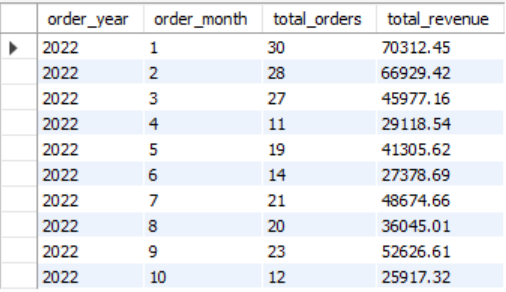 order_year order_month total_orders total_revenue
2022 1 30 70312.45
2022 2 28 66929.42
2022 3 27 45977.16
2022 4 11 29118.54
2022 5 19 41305.62
2022 6 14 27378.69
2022 7 21 48674.66
2022 8 20 36045.01
2022 9 23 52626.61
2022 10 12 25917.32